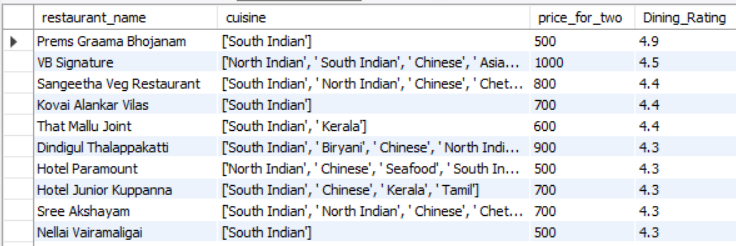 restaurant_name cuisine price_for_two Dining_Rating
Prems Graama Bhojanam ['South Indian'] 500 4.9
VB Signature ['North Indian', ' South Indian', ' Chinese', ' Asia... 1000 4.5
Sangeetha Veg Restaurant ['South Indian', ' North Indian', ' Chinese', ' Chet... 800 4.4
Kovai Alankar Vilas ['South Indian'] 700 4.4
That Mallu Joint ['South Indian', ' Kerala'] 600 4.4
Dindigul Thalappakatti ['South Indian', ' Biryani', ' Chinese', ' North Indi... 900 4.3
Hotel Paramount ['North Indian', ' Chinese', ' Seafood', ' South In... 500 4.3
Hotel Junior Kuppanna ['South Indian', ' Chinese', ' Kerala', ' Tamil'] 700 4.3
Sree Akshayam ['South Indian', ' North Indian', ' Chinese', ' Chet... 700 4.3
Nellai Vairamaligai ['South Indian'] 500 4.3